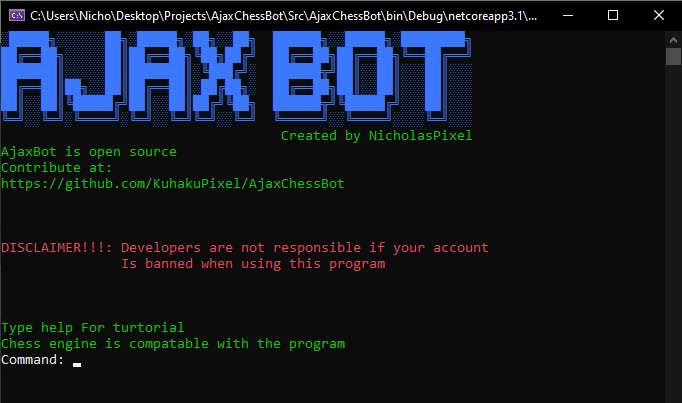 C:\Users\Nicho\Desktop\Projects\AjaxChessBot\Src\AjaxChessBot\bin\Debug\netcoreapp3.1\...
AJAX BOT
Created by NicholasPixel
AjaxBot is open source
Contribute at:
https://github.com/KuhakuPixel/AjaxChessBot
DISCLAIMER!!!: Developers are not responsible if your account
Is banned when using this program
Type help For turtorial
Chess engine is compatable with the program
Command: